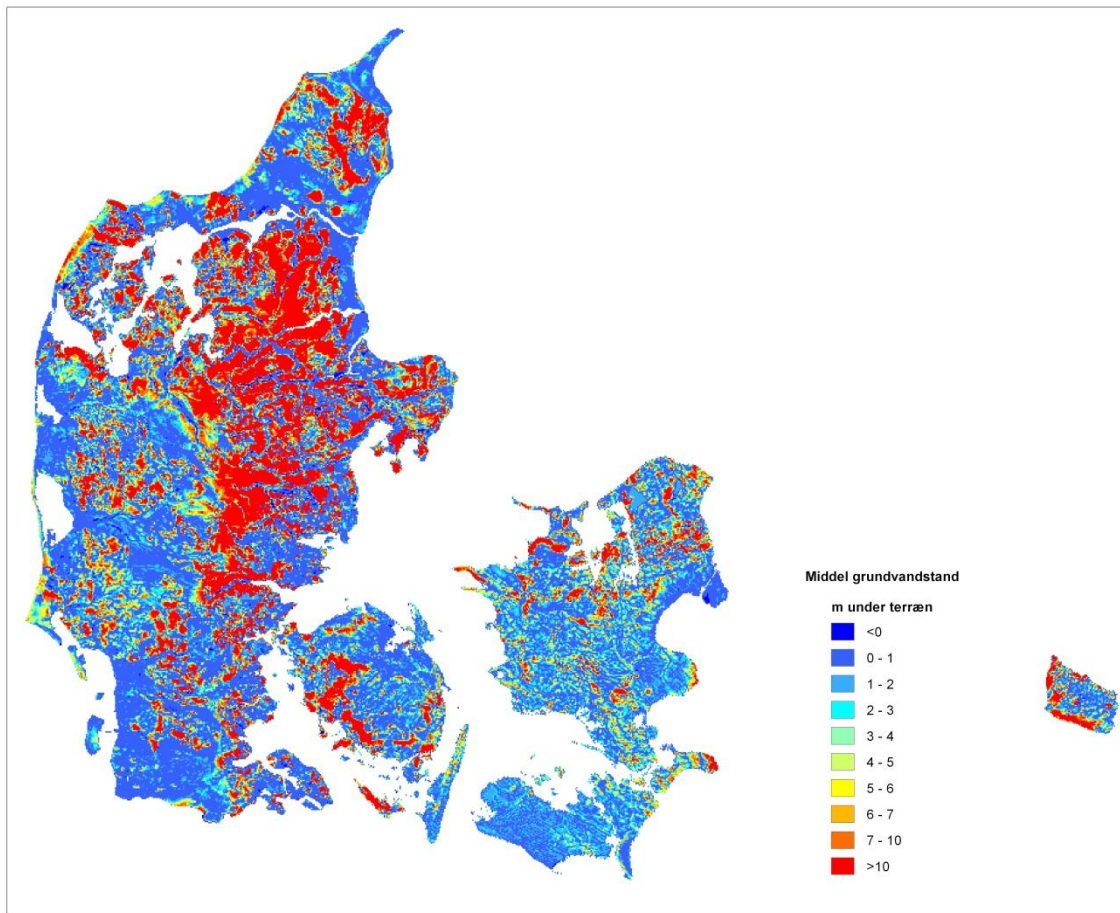 Middel grundvandstand
m under terræn
<0
0 - 1
1 - 2
2 - 3
3 - 4
4 - 5
5 - 6
6 - 7
7 - 10
>10